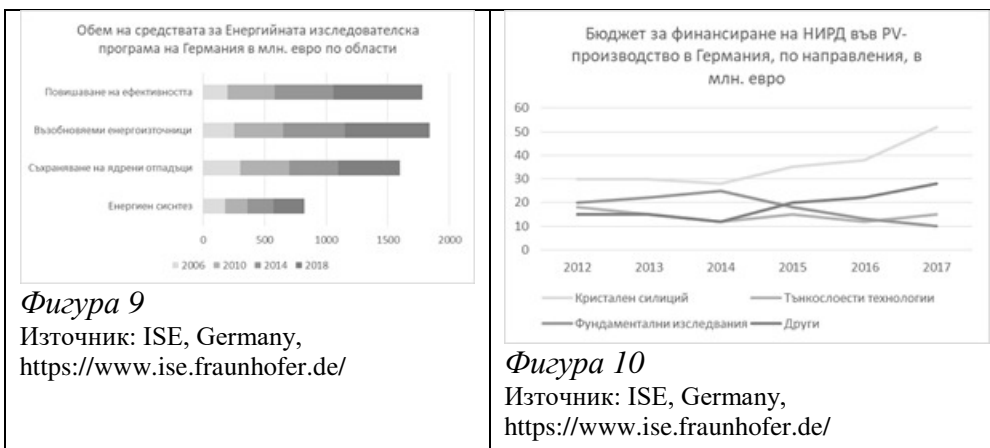 Обем на средствата за Енергийната изследователска
програма на Германия в млн. евро по области
Повишаване на ефективността
Възобновяеми енергоизточници
Съхраняване на ядрени отпадъци
Енергиен сиснтез
0 500 1000 1500 2000
2006 2010 2014 2018
Фигура 9
Източник: ISE, Germany,
https://www.ise.fraunhofer.de/
Бюджет за финансиране на НИРД във PV-
производство в Германия, по направления, в
млн. евро
60
50
40
30
20
10
0
2012 2013 2014 2015 2016 2017
Кристален силиций Тънкослоести технологии
Фундаментални изследвания Други
Фигура 10
Източник: ISE, Germany,
https://www.ise.fraunhofer.de/